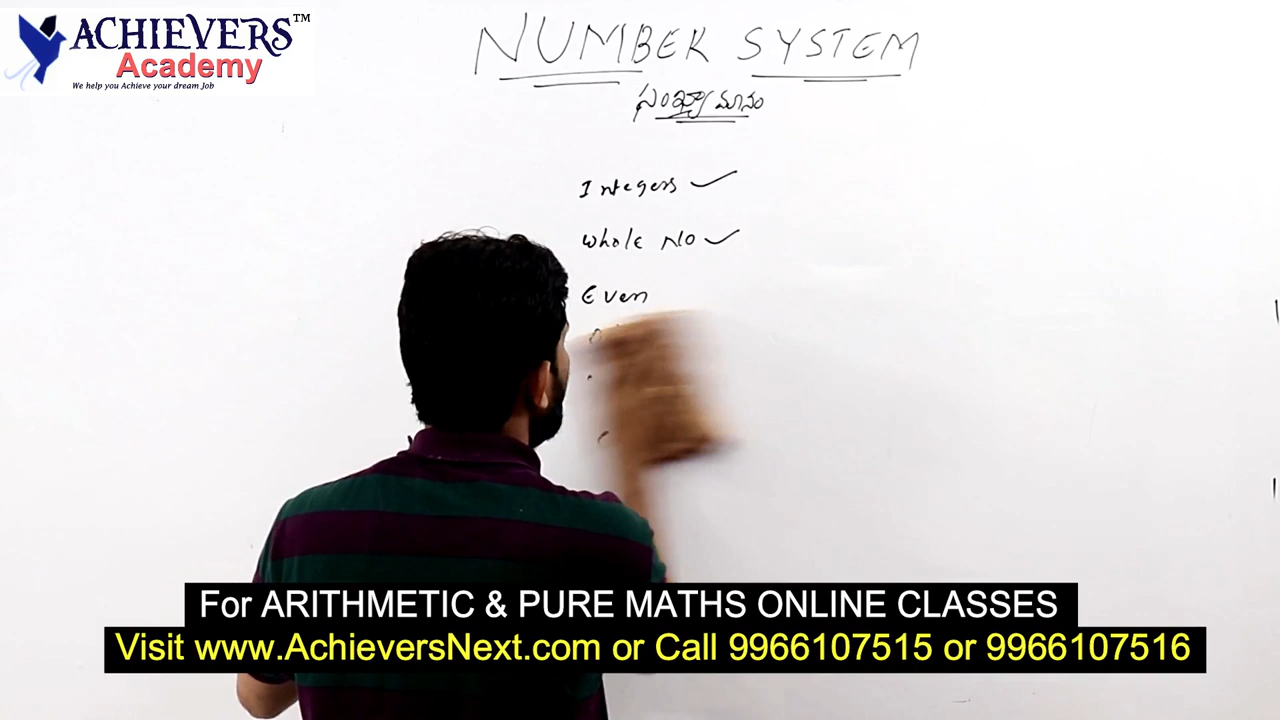 ACHIEVERS™
Academy
We help you Achieve your dream Job
NUMBER SYSTEM
సంఖ్యామానం
Integers ✓
Whole No ✓
Even
For ARITHMETIC & PURE MATHS ONLINE CLASSES
Visit www.AchieversNext.com or Call 9966107515 or 9966107516